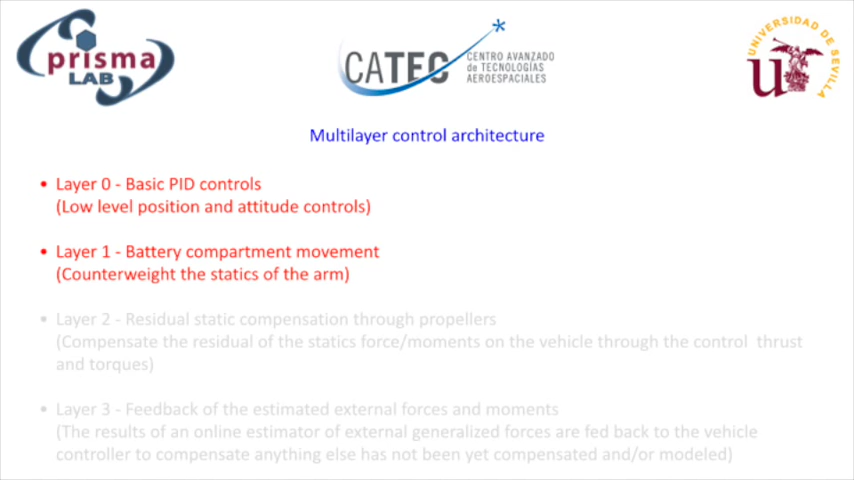 prisma
LAB
CATEC
CENTRO AVANZADO
de TECNOLOGÍAS
AEROESPACIALES
UNIVERSIDAD DE SEVILLA
Multilayer control architecture
• Layer 0 - Basic PID controls
(Low level position and attitude controls)
• Layer 1 - Battery compartment movement
(Counterweight the statics of the arm)
• Layer 2 - Residual static compensation through propellers
(Compensate the residual of the statics force/moments on the vehicle through the control thrust
and torques)
• Layer 3 - Feedback of the estimated external forces and moments
(The results of an online estimator of external generalized forces are fed back to the vehicle
controller to compensate anything else has not been yet compensated and/or modeled)